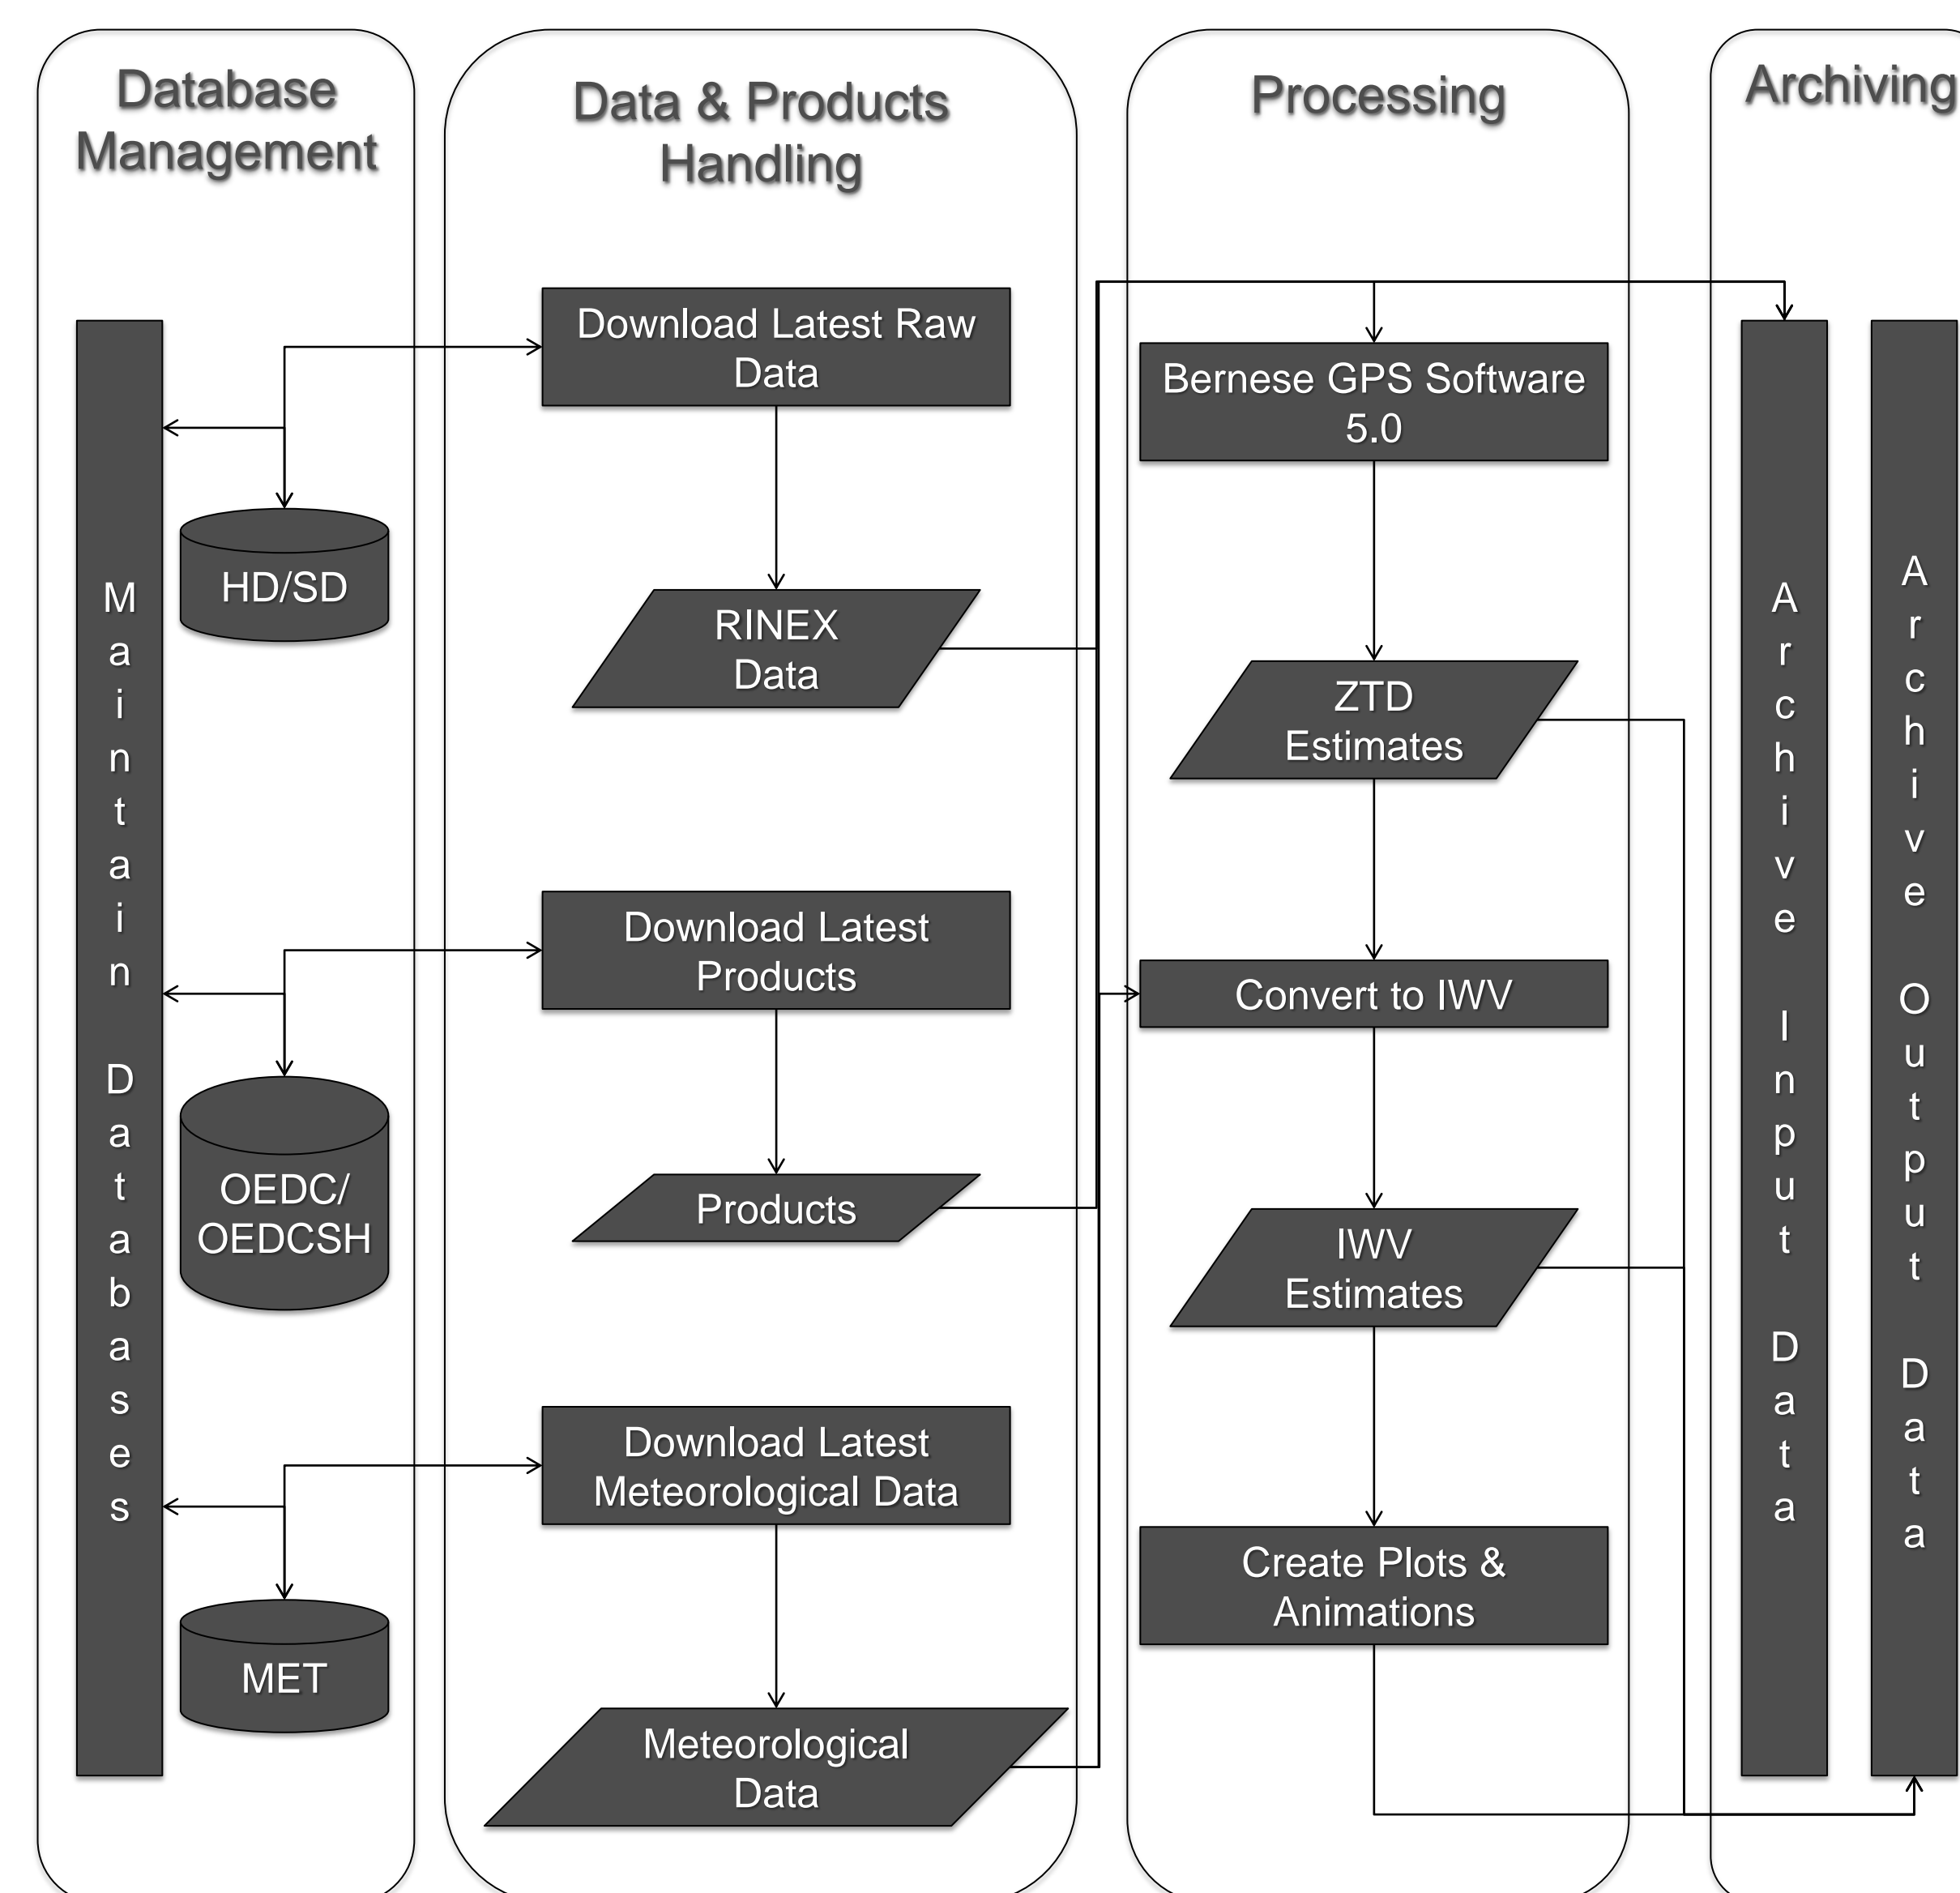 Database
Management
Maintain Databases
HD/SD
OEDC/
OEDCSH
MET
Data & Products
Handling
Download Latest Raw
Data
RINEX
Data
Download Latest
Products
Products
Download Latest
Meteorological Data
Meteorological
Data
Processing
Bernese GPS Software
5.0
ZTD
Estimates
Convert to IWV
IWV
Estimates
Create Plots &
Animations
Archiving
Archive Input Data
Archive Output Data